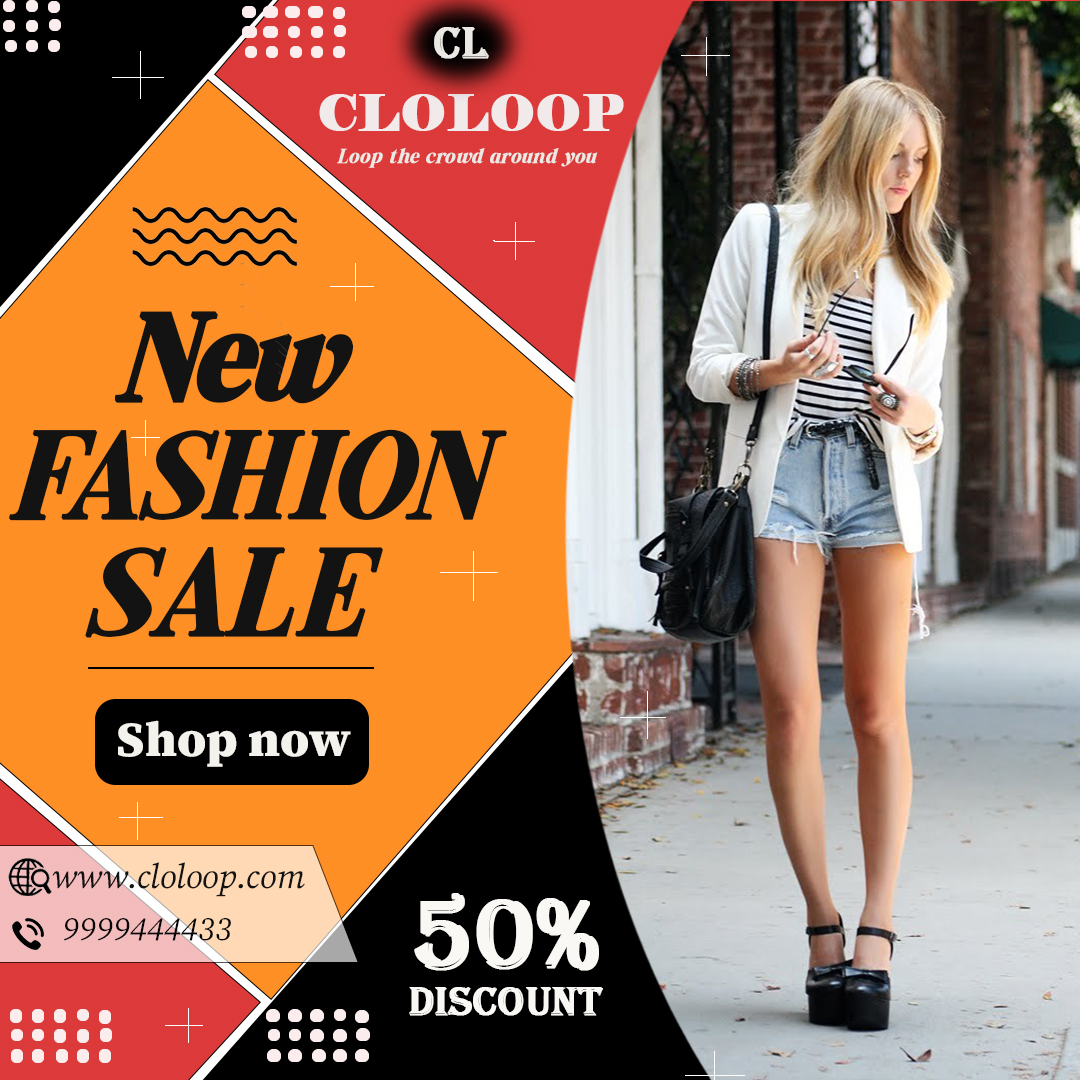 CL
CLOLOOP
Loop the crowd around you
New
FASHION
SALE
Shop now
www.cloloop.com
9999444433
50%
DISCOUNT